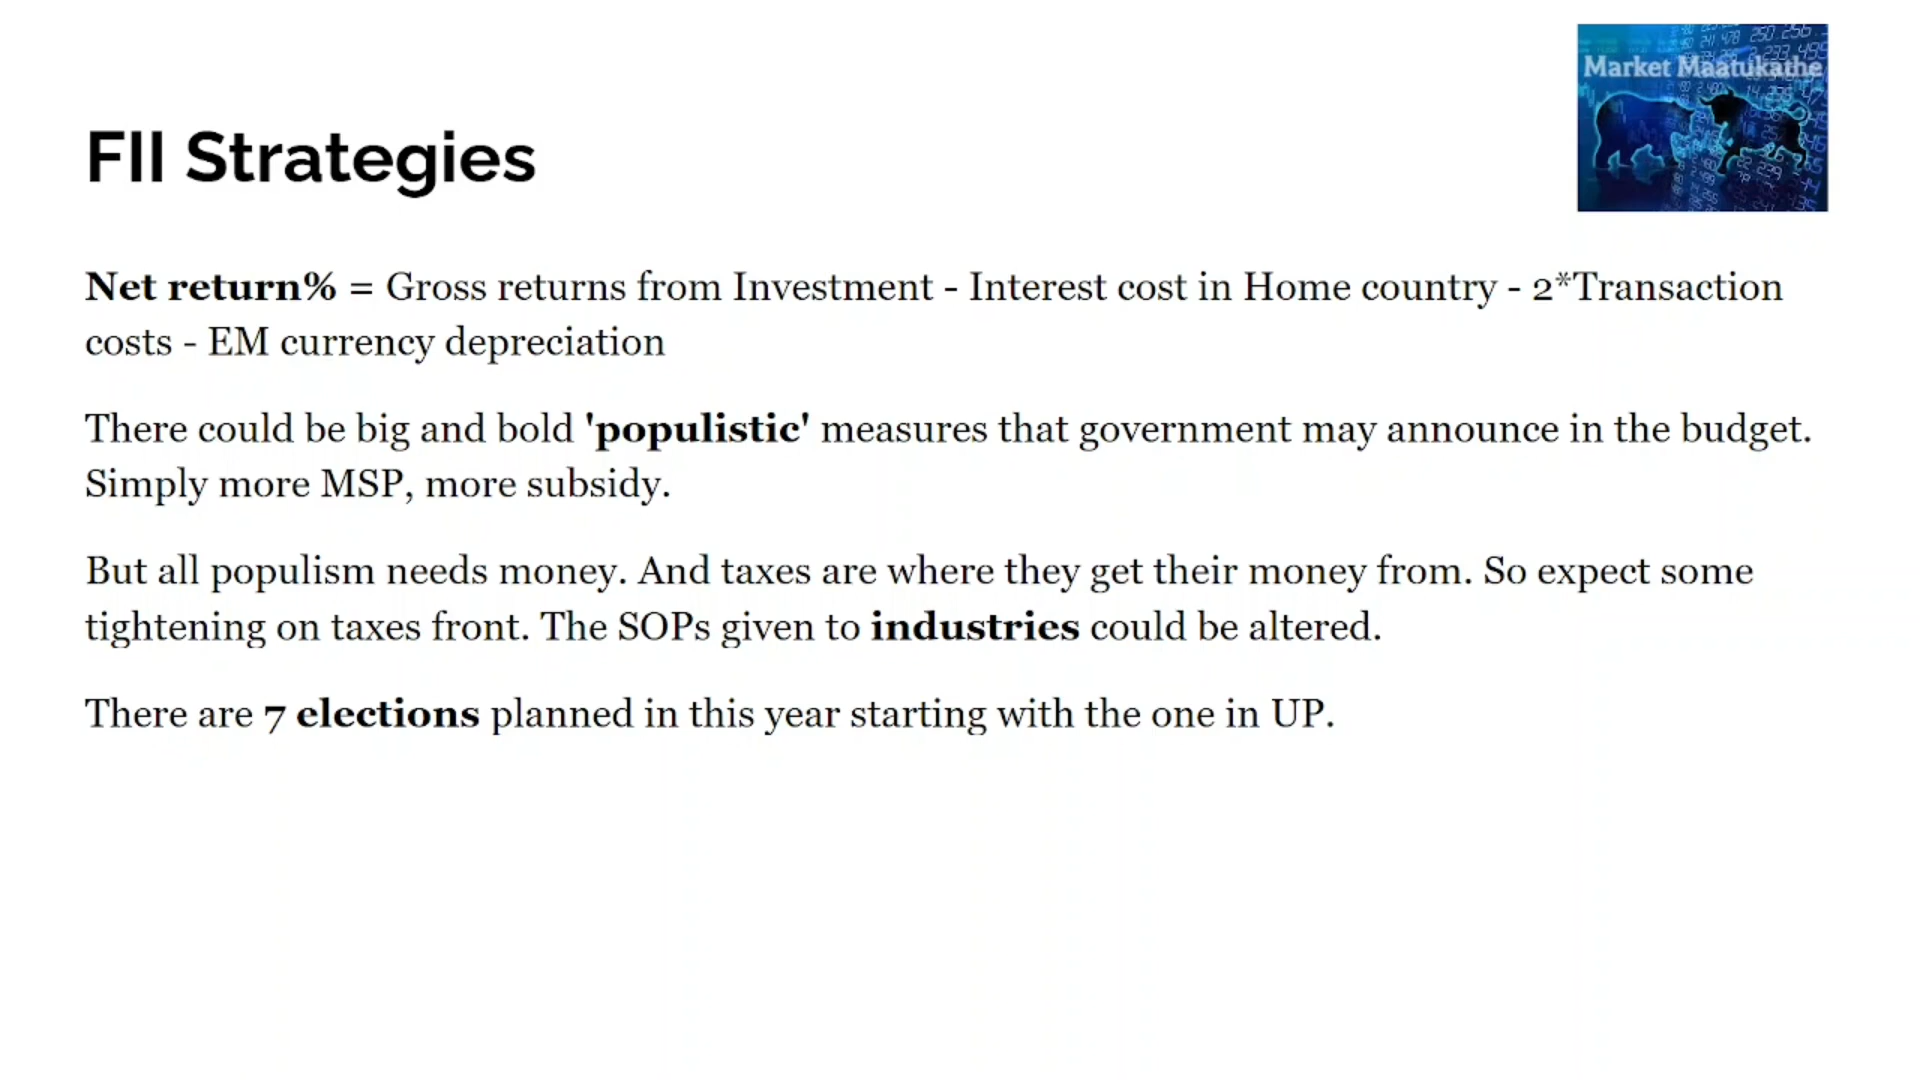 Market Maatukathe
FII Strategies
Net return% = Gross returns from Investment - Interest cost in Home country - 2*Transaction
costs - EM currency depreciation
There could be big and bold 'populistic' measures that government may announce in the budget.
Simply more MSP, more subsidy.
But all populism needs money. And taxes are where they get their money from. So expect some
tightening on taxes front. The SOPs given to industries could be altered.
There are 7 elections planned in this year starting with the one in UP.